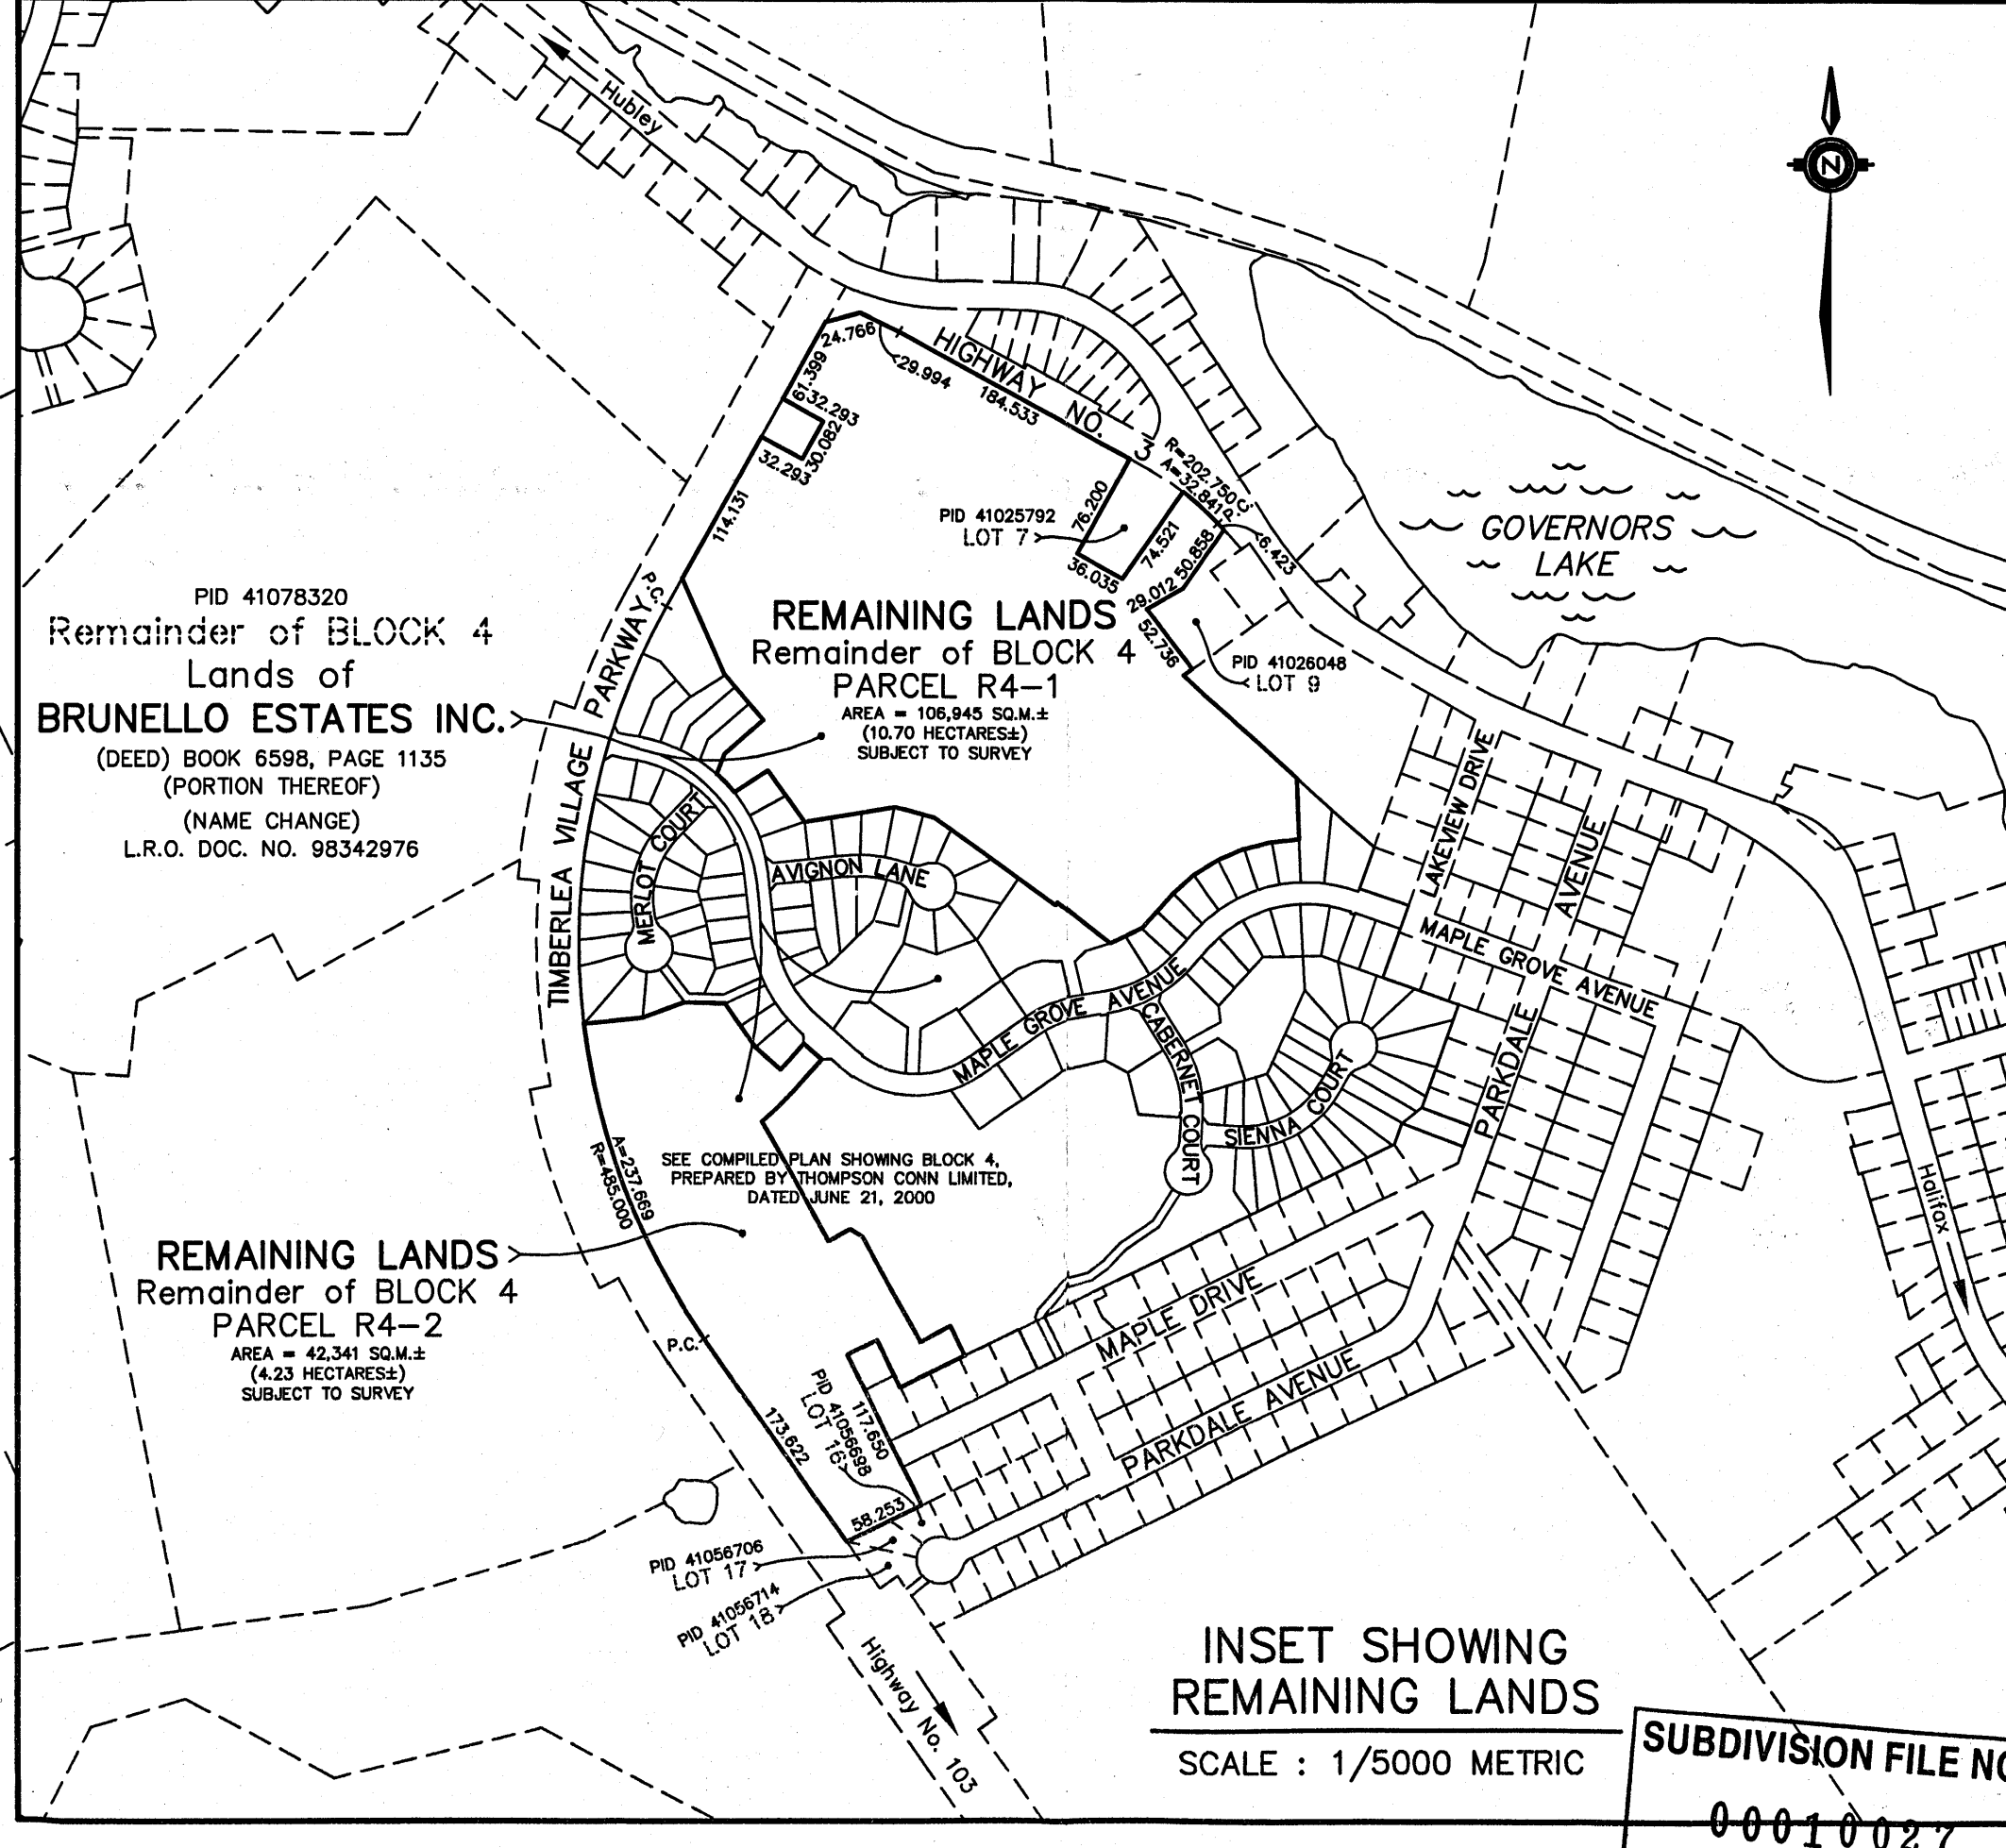 Hubley
N
24.766
29.994
HIGHWAY NO. 3
61.399
32.293
184.533
30.082
32.293
R=202.750
A=32.841
P.C.
114.131
76.200
PID 41025792
LOT 7
74.521
50.858
6.423
36.035
29.012
52.736
GOVERNORS
LAKE
P.C.
PID 41078320
Remainder of BLOCK 4
Lands of
BRUNELLO ESTATES INC.
(DEED) BOOK 6598, PAGE 1135
(PORTION THEREOF)
(NAME CHANGE)
L.R.O. DOC. NO. 98342976
REMAINING LANDS
Remainder of BLOCK 4
PARCEL R4-1
AREA = 106,945 SQ.M.±
(10.70 HECTARES±)
SUBJECT TO SURVEY
PID 41026048
LOT 9
TIMBERLEA VILLAGE PARKWAY
MERLOT COURT
AVIGNON LANE
LAKEVIEW DRIVE
PARKDALE AVENUE
MAPLE GROVE AVENUE
MAPLE GROVE AVENUE
CABERNET COURT
SIENNA COURT
A=237.669
R=485.000
SEE COMPILED PLAN SHOWING BLOCK 4,
PREPARED BY THOMPSON CONN LIMITED,
DATED JUNE 21, 2000
Halifax
REMAINING LANDS
Remainder of BLOCK 4
PARCEL R4-2
AREA = 42,341 SQ.M.±
(4.23 HECTARES±)
SUBJECT TO SURVEY
P.C.
MAPLE DRIVE
PARKDALE AVENUE
173.622
117.650
PID 41056698
LOT 16
58.253
PID 41056706
LOT 17
PID 41056714
LOT 18
Highway No. 103
INSET SHOWING
REMAINING LANDS
SCALE : 1/5000 METRIC
SUBDIVISION FILE NO
00010027